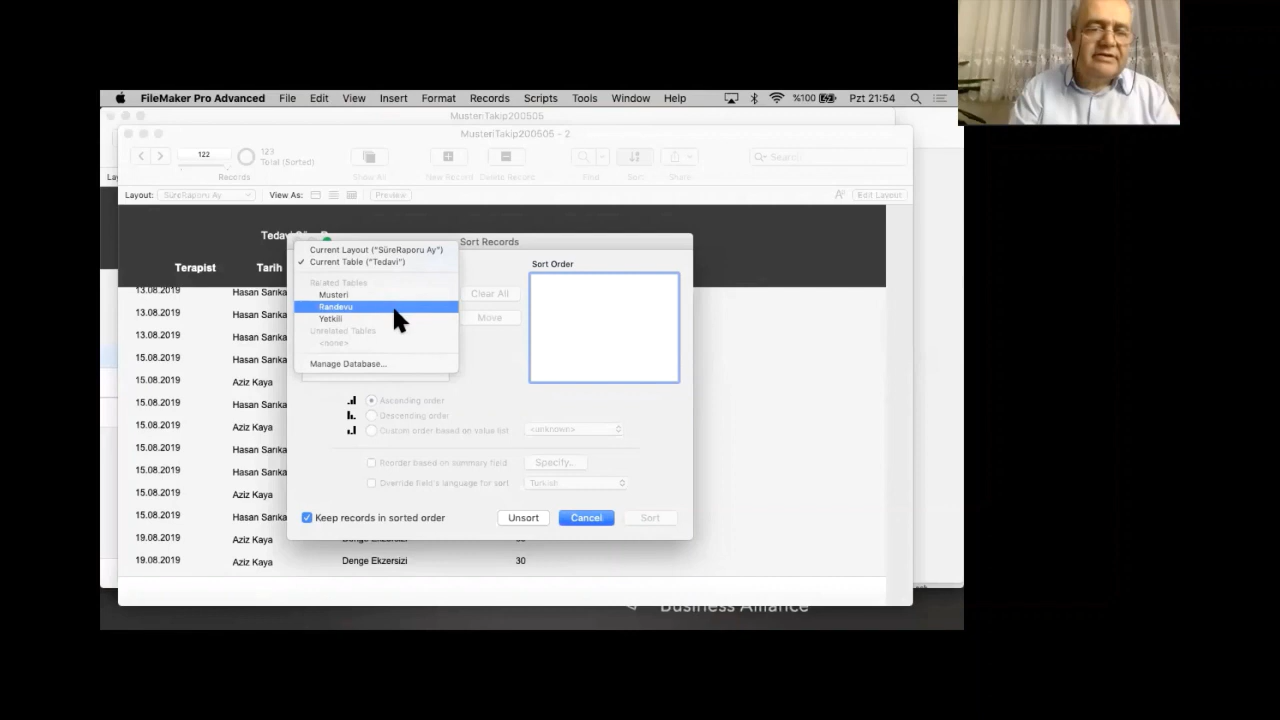 FileMaker Pro Advanced File Edit View Insert Format Records Scripts Tools Window Help %100 Pzt 21:54
MusteriTakip200505
MusteriTakip200505 - 2
122
123
Total (Sorted)
Search
Records
Show All
New Record
Delete Record
Find
Sort
Share
Layout: SüreRaporu Ay View As: Preview Edit Layout
Terapist Tarih
Sort Records
Current Layout ("SüreRaporu Ay")
✓ Current Table ("Tedavi")
Related Tables
Musteri
Randevu
Yetkili
Unrelated Tables
<none>
Manage Database...
Sort Order
Clear All
Move
Ascending order
Descending order
Custom order based on value list <unknown>
Reorder based on summary field Specify...
Override field's language for sort Turkish
Keep records in sorted order Unsort Cancel Sort
13.08.2019 Hasan Sarıka
13.08.2019 Hasan Sarıka
13.08.2019 Hasan Sarıka
15.08.2019 Hasan Sarıka
15.08.2019 Aziz Kaya
15.08.2019 Hasan Sarıka
15.08.2019 Aziz Kaya
15.08.2019 Hasan Sarıka
15.08.2019 Hasan Sarıka
15.08.2019 Aziz Kaya
15.08.2019 Hasan Sarıka
19.08.2019 Aziz Kaya Denge Ekzersizi
19.08.2019 Aziz Kaya Denge Ekzersizi 30
Business Alliance